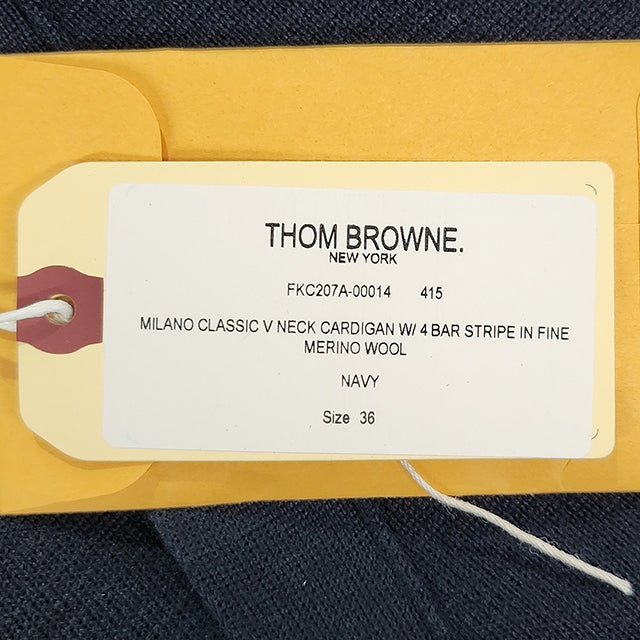 THOM BROWNE.
NEW YORK
FKC207A-00014 415
MILANO CLASSIC V NECK CARDIGAN W/ 4 BAR STRIPE IN FINE
MERINO WOOL
NAVY
Size 36